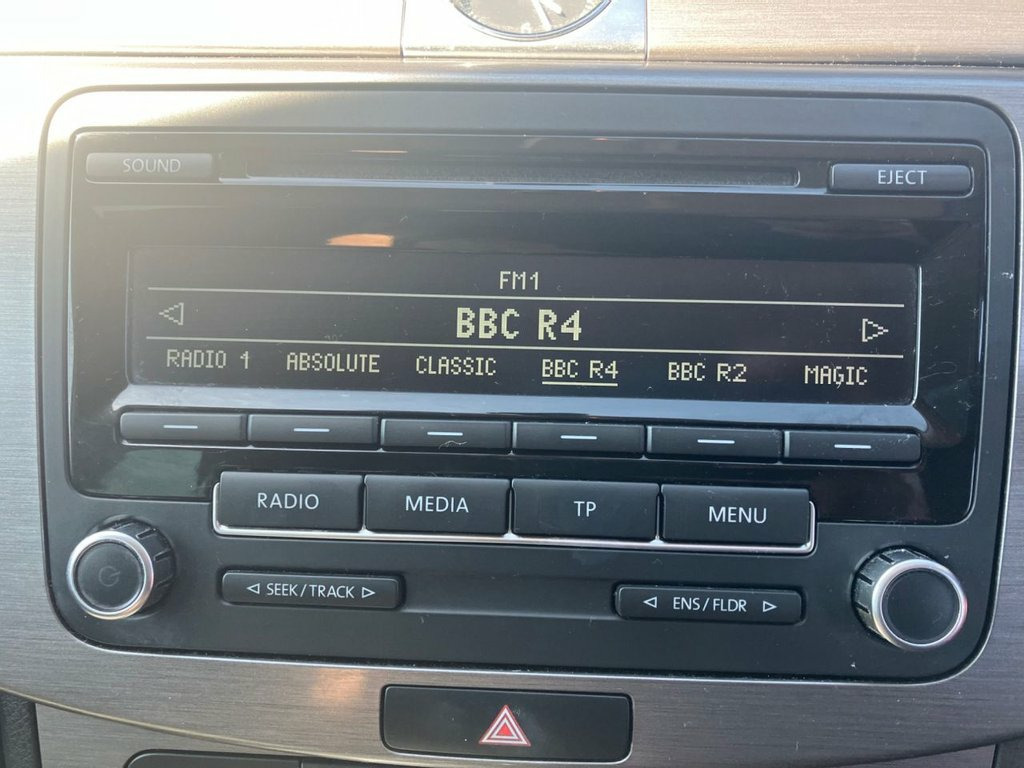 SOUND
EJECT
FM1
BBC R4
RADIO 1 ABSOLUTE CLASSIC BBC R4 BBC R2 MAGIC
RADIO MEDIA TP MENU
◁ SEEK / TRACK ▷ ◁ ENS / FLDR ▷